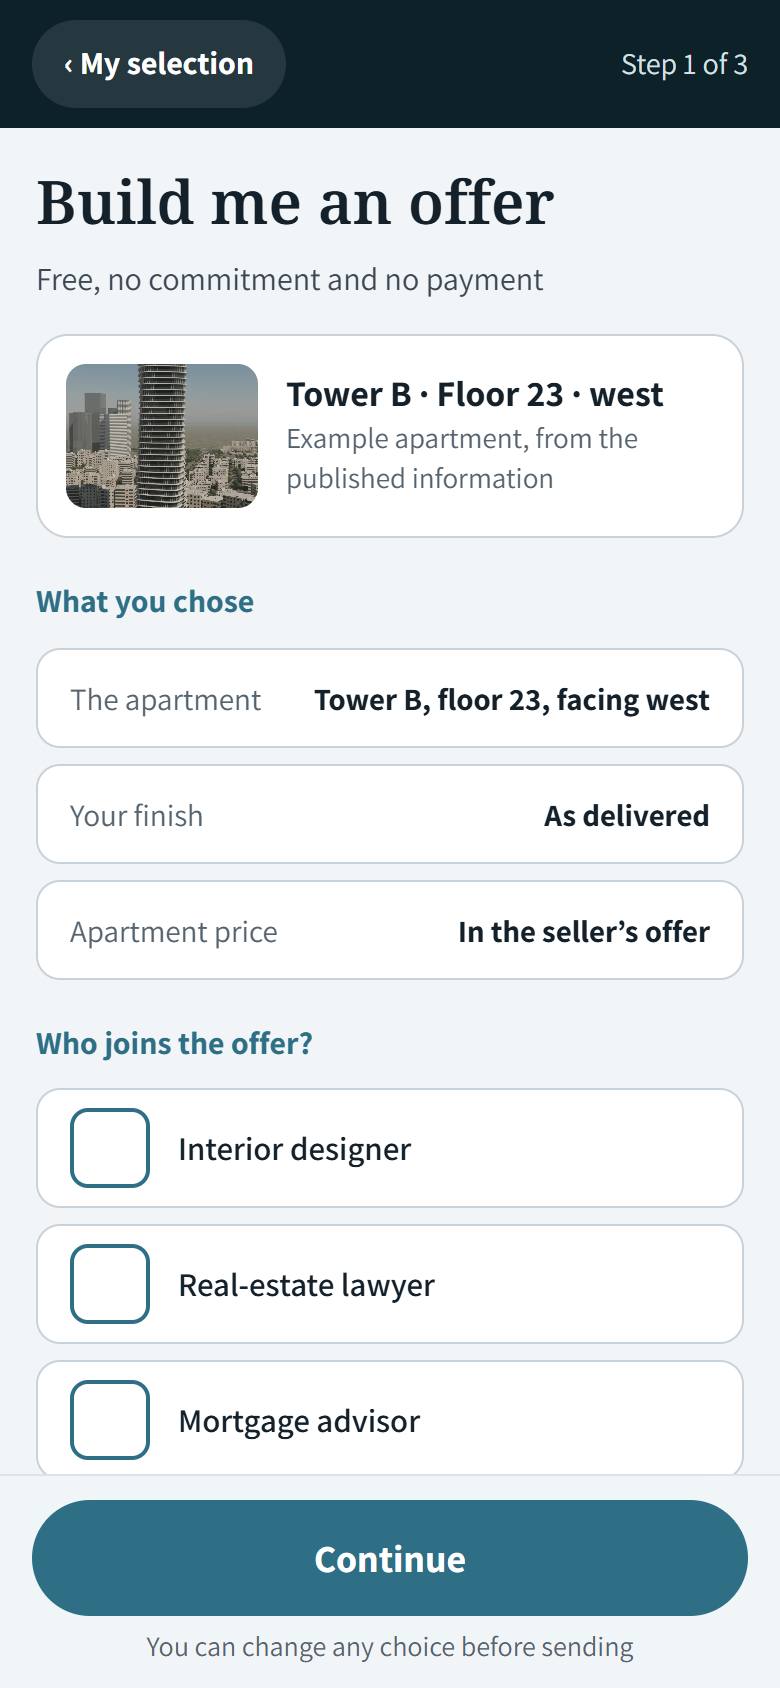 ‹ My selection
Step 1 of 3
Build me an offer
Free, no commitment and no payment
Tower B · Floor 23 · west
Example apartment, from the
published information
What you chose
The apartment
Tower B, floor 23, facing west
Your finish
As delivered
Apartment price
In the seller’s offer
Who joins the offer?
Interior designer
Real-estate lawyer
Mortgage advisor
Continue
You can change any choice before sending